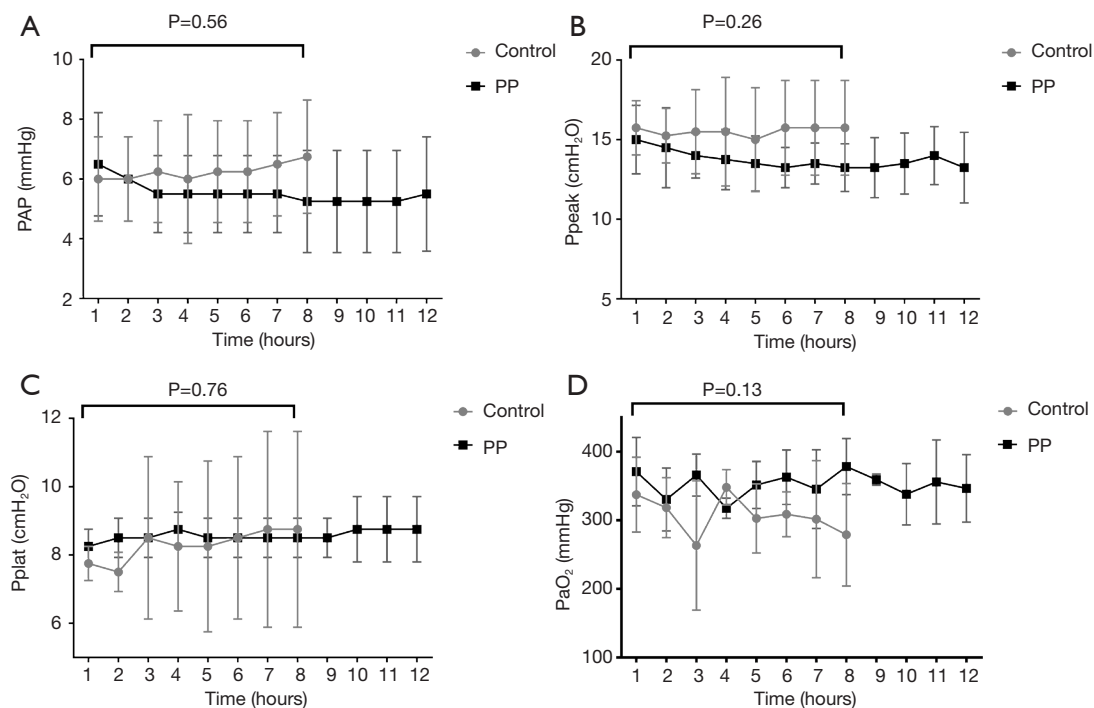 A
P=0.56
10
8
6
4
2
PAP (mmHg)
1 2 3 4 5 6 7 8 9 10 11 12
Time (hours)
Control
PP
B
P=0.26
20
15
10
5
Ppeak (cmH₂O)
1 2 3 4 5 6 7 8 9 10 11 12
Time (hours)
Control
PP
C
P=0.76
12
10
8
6
Pplat (cmH₂O)
1 2 3 4 5 6 7 8 9 10 11 12
Time (hours)
Control
PP
D
P=0.13
400
300
200
100
PaO₂ (mmHg)
1 2 3 4 5 6 7 8 9 10 11 12
Time (hours)
Control
PP